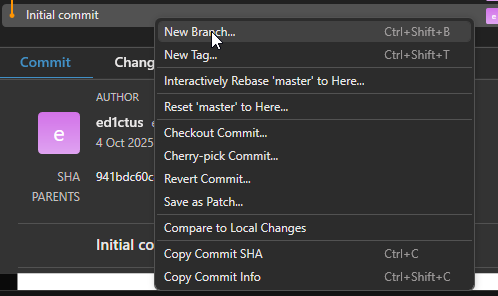 Initial commit
New Branch... Ctrl+Shift+B
New Tag... Ctrl+Shift+T
Interactively Rebase 'master' to Here...
Reset 'master' to Here...
Checkout Commit...
Cherry-pick Commit...
Revert Commit...
Save as Patch...
Compare to Local Changes
Copy Commit SHA Ctrl+C
Copy Commit Info Ctrl+Shift+C
Commit
Chang
AUTHOR
e
ed1ctus
4 Oct 2025
SHA 941bdc60c
PARENTS
Initial co
e